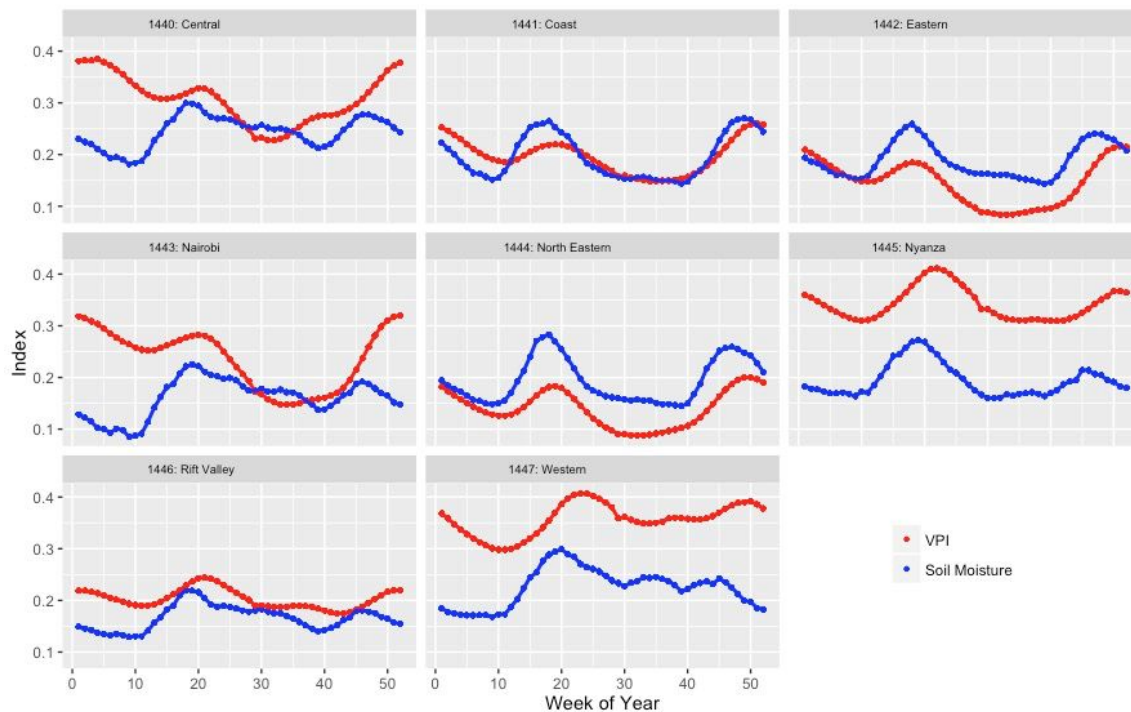 1440: Central 1441: Coast 1442: Eastern
0.4
0.3
0.2
0.1
1443: Nairobi 1444: North Eastern 1445: Nyanza
0.4
0.3
0.2
0.1
Index
1446: Rift Valley 1447: Western
0.4
0.3
0.2
0.1
VPI
Soil Moisture
0 10 20 30 40 50 0 10 20 30 40 50
Week of Year